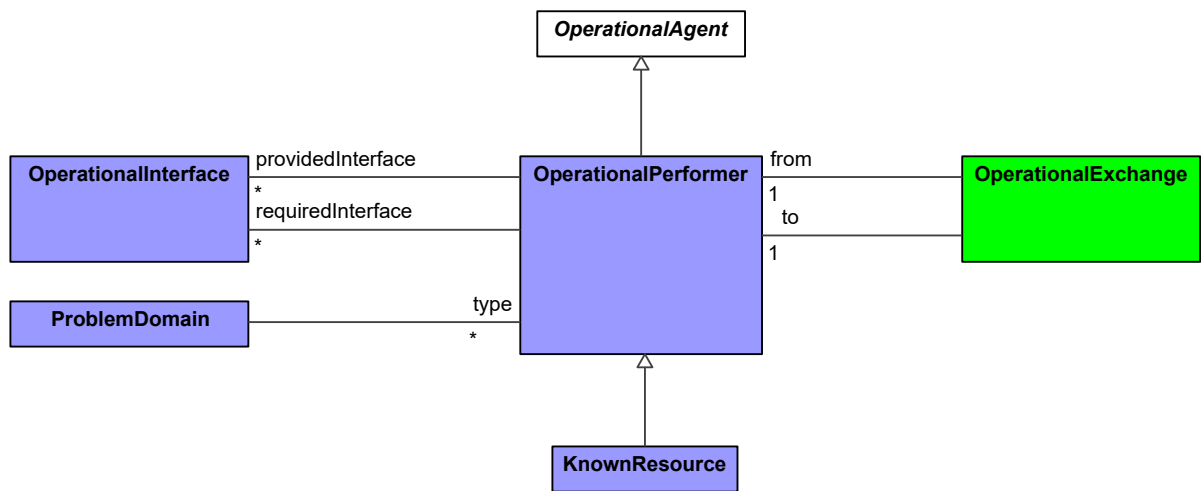 OperationalAgent
OperationalInterface
providedInterface
*
requiredInterface
*
OperationalPerformer
from
1
to
1
OperationalExchange
ProblemDomain
type
*
KnownResource